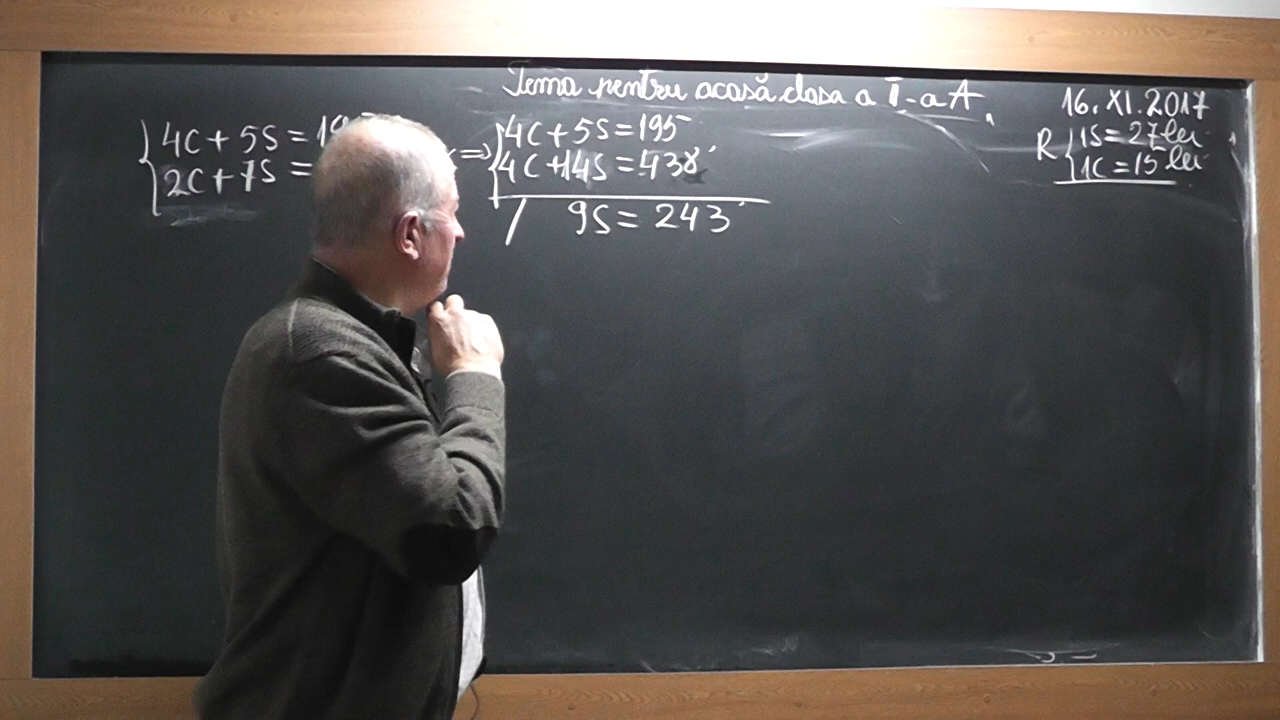 Tema pentru acasă clasa a I-a A
16.XI.2017
4C + 5S = 19
2C + 7S =
=> 4C + 5S = 195
4C + 14S = 438
/ 9S = 243
R 1S = 27 lei
1C = 15 lei